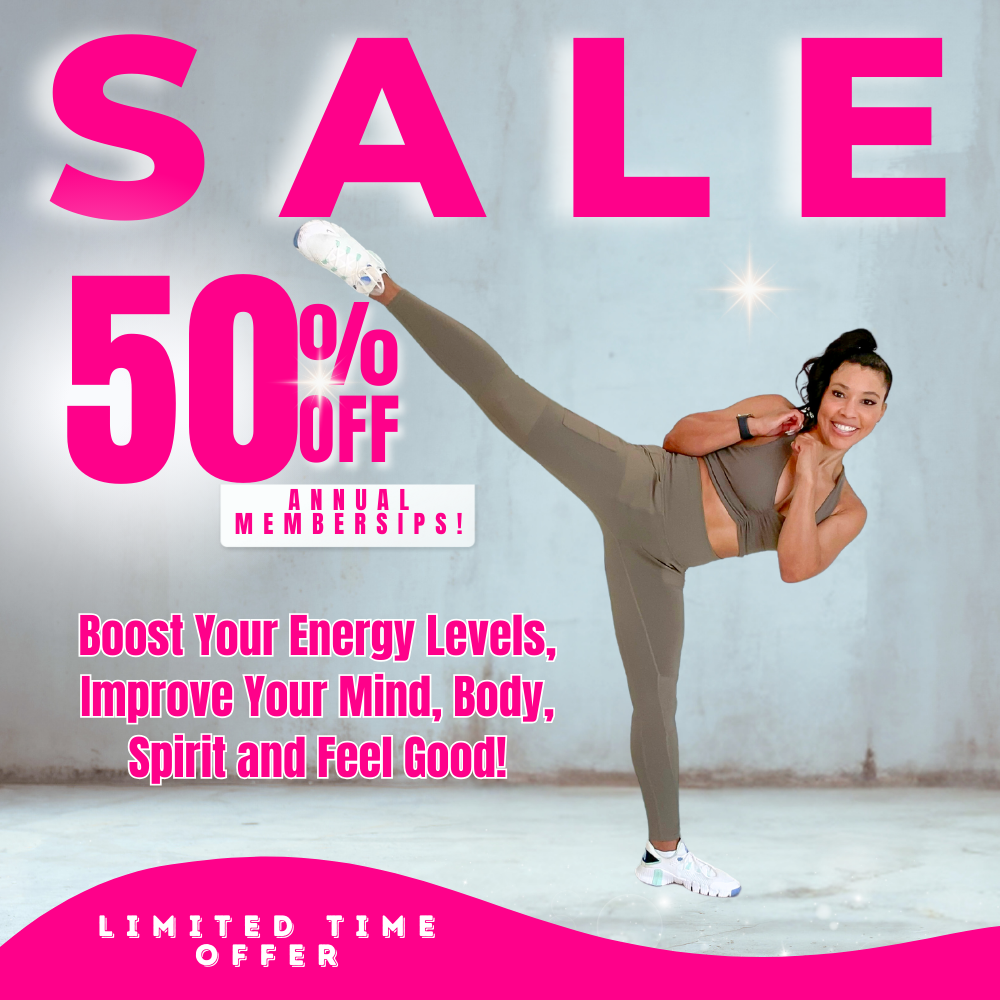 SALE
50%
OFF
ANNUAL
MEMBERSIPS!
Boost Your Energy Levels,
Improve Your Mind, Body,
Spirit and Feel Good!
LIMITED TIME
OFFER